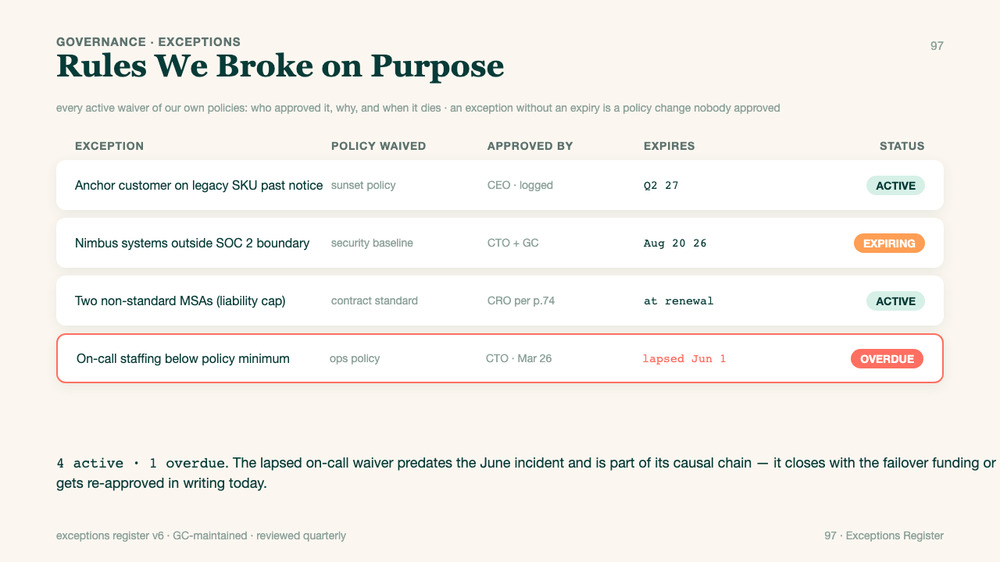 GOVERNANCE · EXCEPTIONS
97
Rules We Broke on Purpose
every active waiver of our own policies: who approved it, why, and when it dies · an exception without an expiry is a policy change nobody approved
EXCEPTION POLICY WAIVED APPROVED BY EXPIRES STATUS
Anchor customer on legacy SKU past notice sunset policy CEO · logged Q2 27 ACTIVE
Nimbus systems outside SOC 2 boundary security baseline CTO + GC Aug 20 26 EXPIRING
Two non-standard MSAs (liability cap) contract standard CRO per p.74 at renewal ACTIVE
On-call staffing below policy minimum ops policy CTO · Mar 26 lapsed Jun 1 OVERDUE
4 active · 1 overdue. The lapsed on-call waiver predates the June incident and is part of its causal chain — it closes with the failover funding or
gets re-approved in writing today.
exceptions register v6 · GC-maintained · reviewed quarterly
97 · Exceptions Register